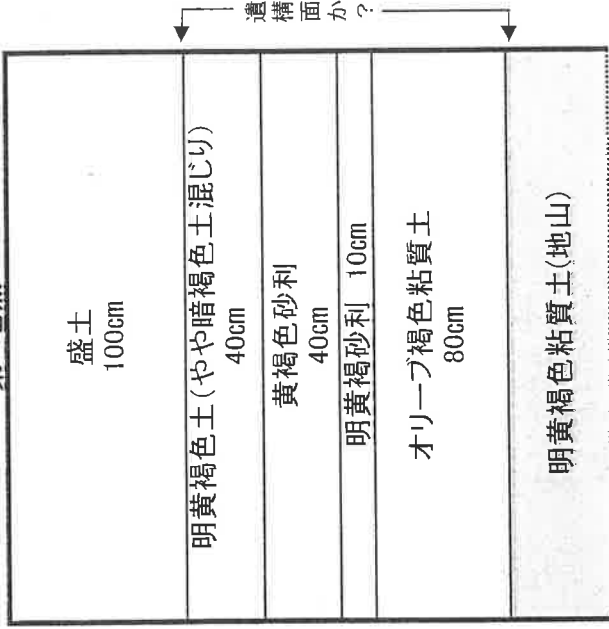 盛土
100cm
明黄褐色土(やや暗褐色土混じり)
40cm
黄褐色砂利
40cm
明黄褐砂利 10cm
オリーブ褐色粘質土
80cm
明黄褐色粘質土(地山)
遺構面か?